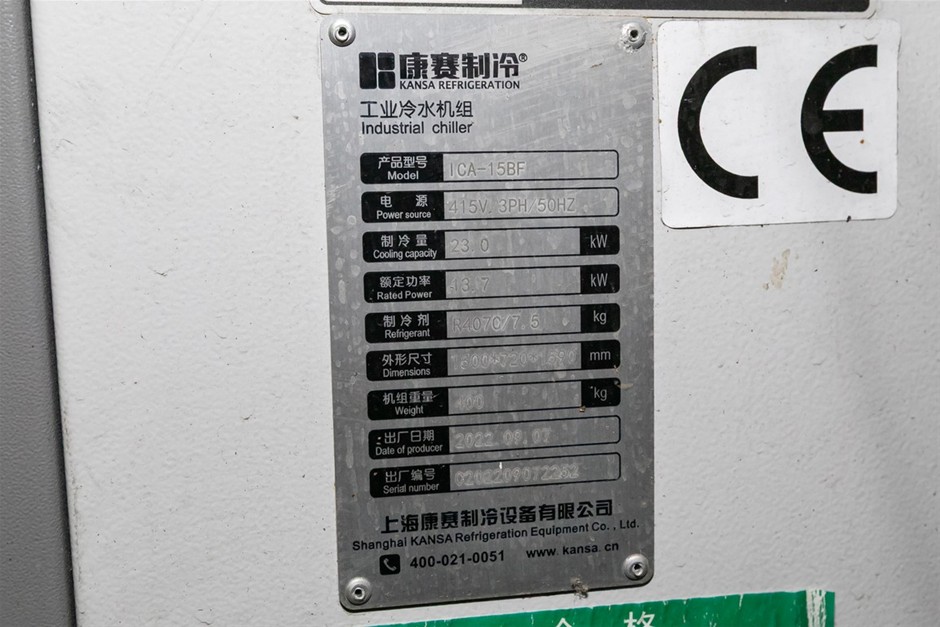 康赛制冷®
KANSA REFRIGERATION
工业冷水机组
Industrial chiller
产品型号 ICA-15BF
Model
电 源 415V. 3PH/50HZ
Power source
制冷量 23.0 kW
Cooling capacity
额定功率 13.7 kW
Rated Power
制冷剂 R407C/7.5 kg
Refrigerant
外形尺寸 mm
Dimensions
机组重量 kg
Weight
出厂日期 2022.09.07
Date of producer
出厂编号
Serial number
上海康赛制冷设备有限公司
Shanghai KANSA Refrigeration Equipment Co., Ltd.
400-021-0051 www.kansa.cn
CE
合 格